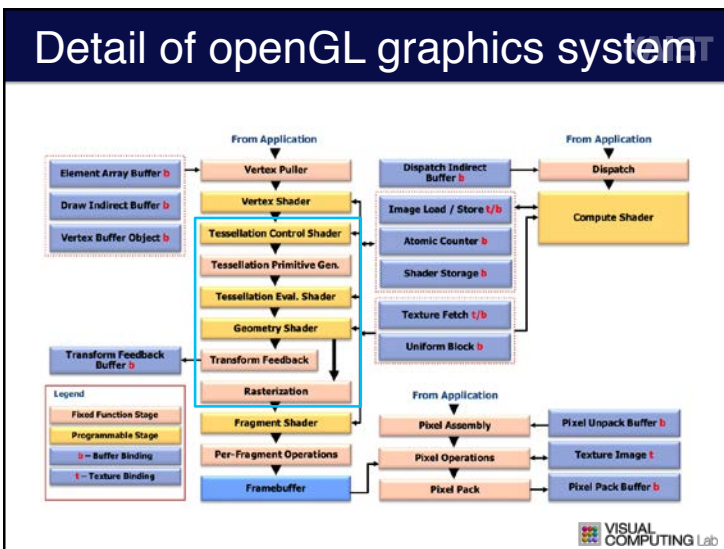 Detail of openGL graphics system
From Application
Vertex Puller
Vertex Shader
Tessellation Control Shader
Tessellation Primitive Gen.
Tessellation Eval. Shader
Geometry Shader
Transform Feedback
Rasterization
Fragment Shader
Per-Fragment Operations
Framebuffer
Element Array Buffer b
Draw Indirect Buffer b
Vertex Buffer Object b
Transform Feedback
Buffer b
Legend
Fixed Function Stage
Programmable Stage
b – Buffer Binding
t – Texture Binding
Dispatch Indirect
Buffer b
Image Load / Store t/b
Atomic Counter b
Shader Storage b
Texture Fetch t/b
Uniform Block b
From Application
Dispatch
Compute Shader
From Application
Pixel Assembly
Pixel Operations
Pixel Pack
Pixel Unpack Buffer b
Texture Image t
Pixel Pack Buffer b
VISUAL
COMPUTING Lab